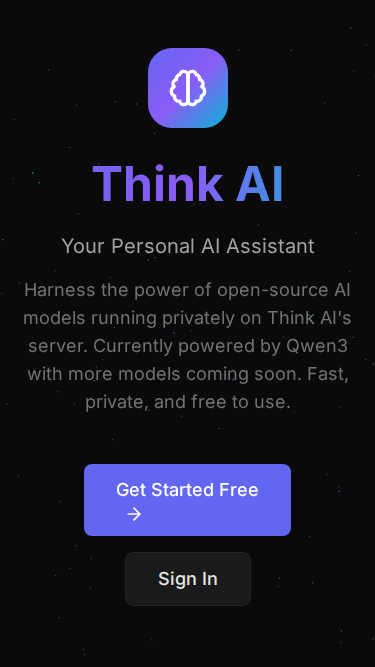 Think AI
Your Personal AI Assistant
Harness the power of open-source AI
models running privately on Think AI's
server. Currently powered by Qwen3
with more models coming soon. Fast,
private, and free to use.
Get Started Free
→
Sign In